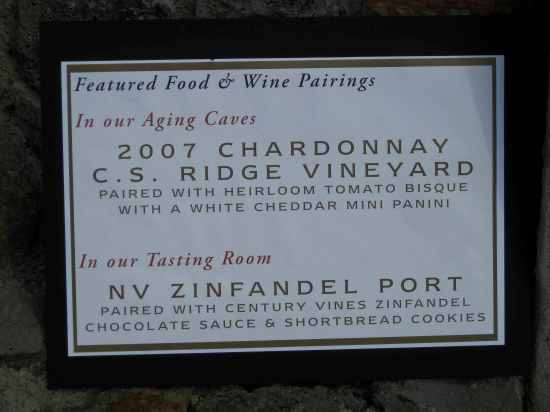 Featured Food & Wine Pairings
In our Aging Caves
2007 CHARDONNAY
C.S. RIDGE VINEYARD
PAIRED WITH HEIRLOOM TOMATO BISQUE
WITH A WHITE CHEDDAR MINI PANINI
In our Tasting Room
NV ZINFANDEL PORT
PAIRED WITH CENTURY VINES ZINFANDEL
CHOCOLATE SAUCE & SHORTBREAD COOKIES